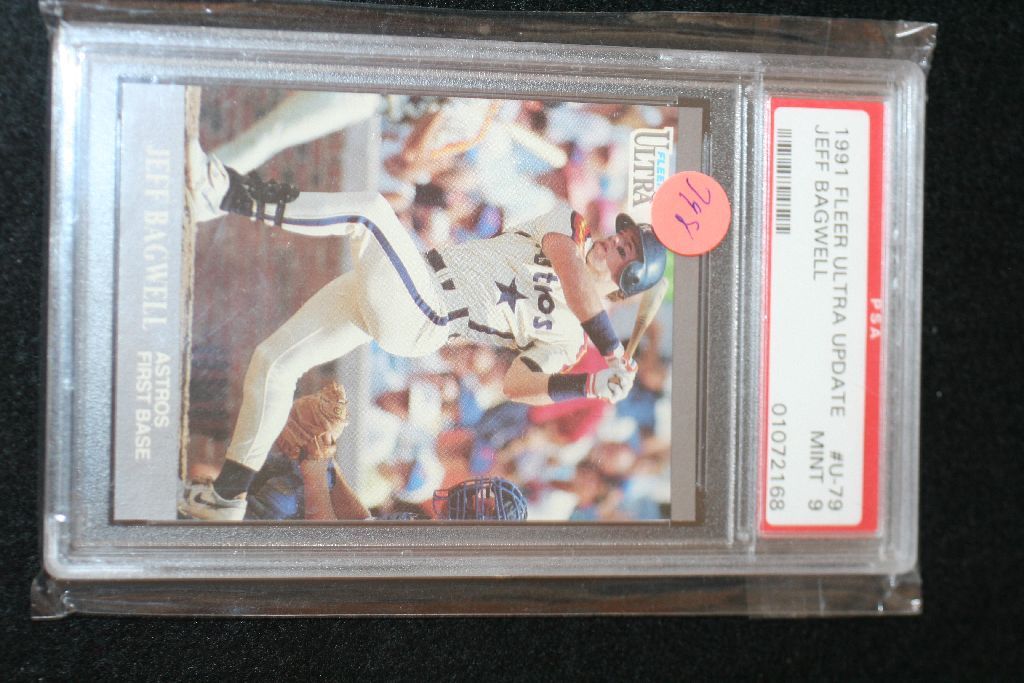 1991 FLEER ULTRA UPDATE #U-79
JEFF BAGWELL MINT 9
01072168
PSA
FLEER
ULTRA
stros
JEFF BAGWELL
ASTROS
FIRST BASE